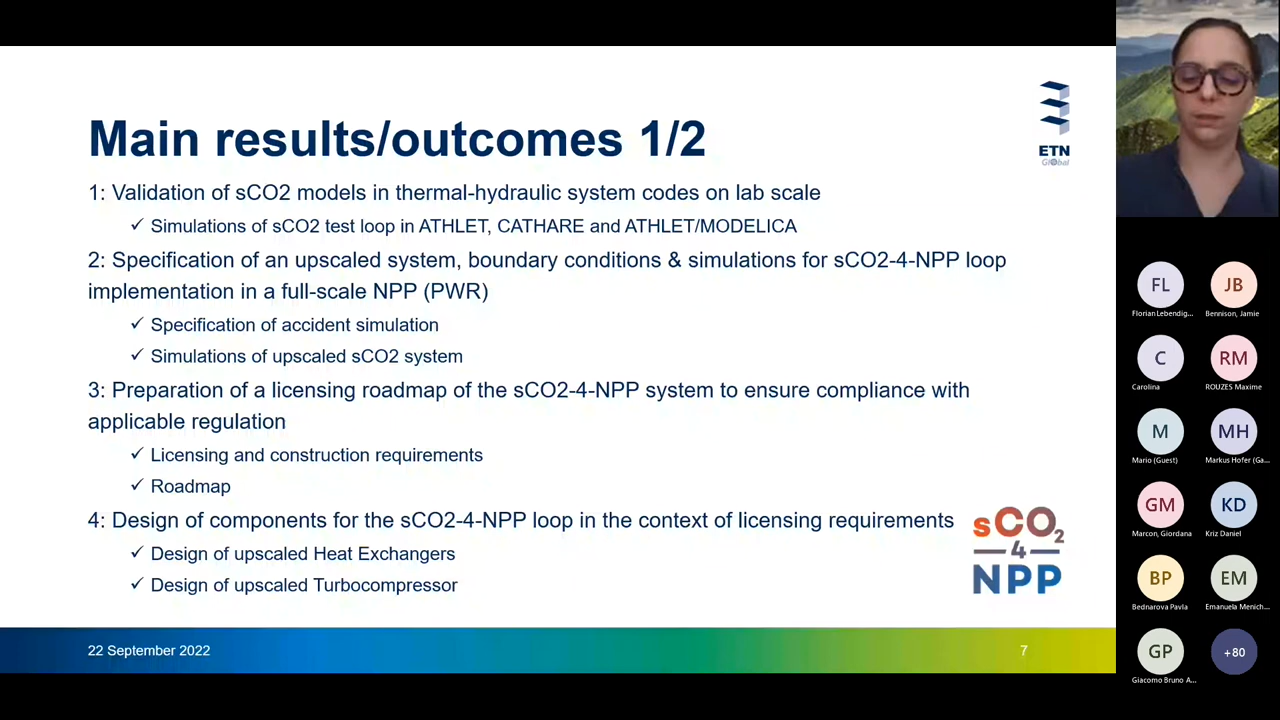 ETN
Global
Main results/outcomes 1/2
1: Validation of sCO2 models in thermal-hydraulic system codes on lab scale
✓ Simulations of sCO2 test loop in ATHLET, CATHARE and ATHLET/MODELICA
2: Specification of an upscaled system, boundary conditions & simulations for sCO2-4-NPP loop
implementation in a full-scale NPP (PWR)
✓ Specification of accident simulation
✓ Simulations of upscaled sCO2 system
3: Preparation of a licensing roadmap of the sCO2-4-NPP system to ensure compliance with
applicable regulation
✓ Licensing and construction requirements
✓ Roadmap
4: Design of components for the sCO2-4-NPP loop in the context of licensing requirements
✓ Design of upscaled Heat Exchangers
✓ Design of upscaled Turbocompressor
sCO₂
4
NPP
22 September 2022
7
FL
JB
Florian Lebendig...
Bennison, Jamie
C
RM
Carolina
ROUZES Maxime
M
MH
Mario (Guest)
Markus Hofer (Ga...
GM
KD
Marcon, Giordana
Kriz Daniel
BP
EM
Bednarova Pavla
Emanuela Menich...
GP
+80
Giacomo Bruno A...